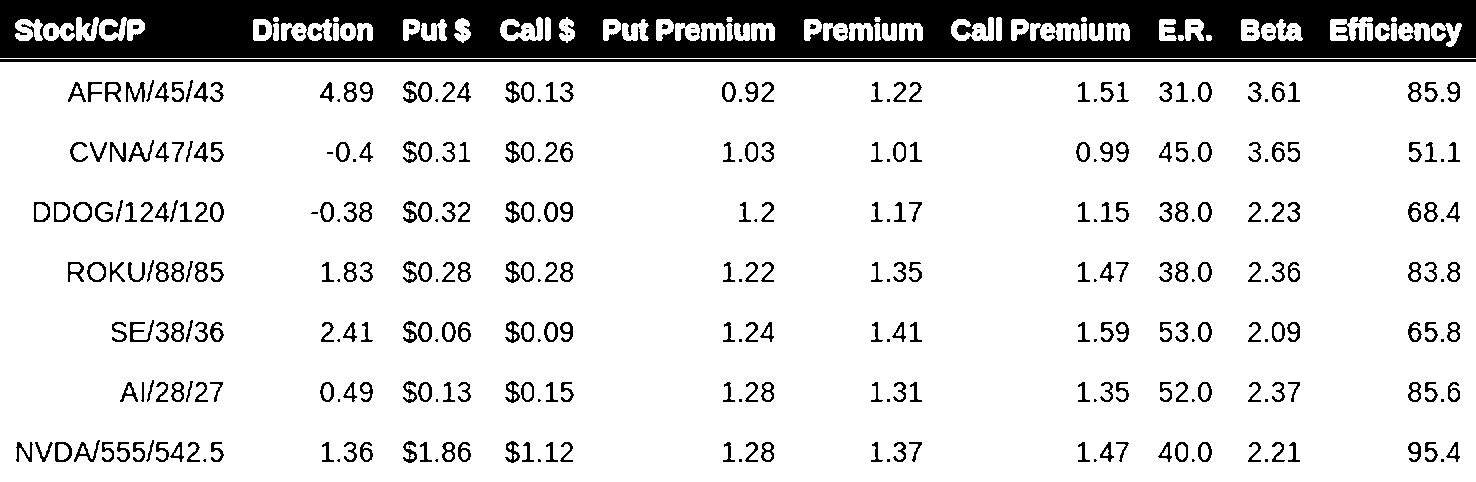 Stock/C/P Direction Put $ Call $ Put Premium Premium Call Premium E.R. Beta Efficiency
AFRM/45/43 4.89 $0.24 $0.13 0.92 1.22 1.51 31.0 3.61 85.9
CVNA/47/45 -0.4 $0.31 $0.26 1.03 1.01 0.99 45.0 3.65 51.1
DDOG/124/120 -0.38 $0.32 $0.09 1.2 1.17 1.15 38.0 2.23 68.4
ROKU/88/85 1.83 $0.28 $0.28 1.22 1.35 1.47 38.0 2.36 83.8
SE/38/36 2.41 $0.06 $0.09 1.24 1.41 1.59 53.0 2.09 65.8
AI/28/27 0.49 $0.13 $0.15 1.28 1.31 1.35 52.0 2.37 85.6
NVDA/555/542.5 1.36 $1.86 $1.12 1.28 1.37 1.47 40.0 2.21 95.4